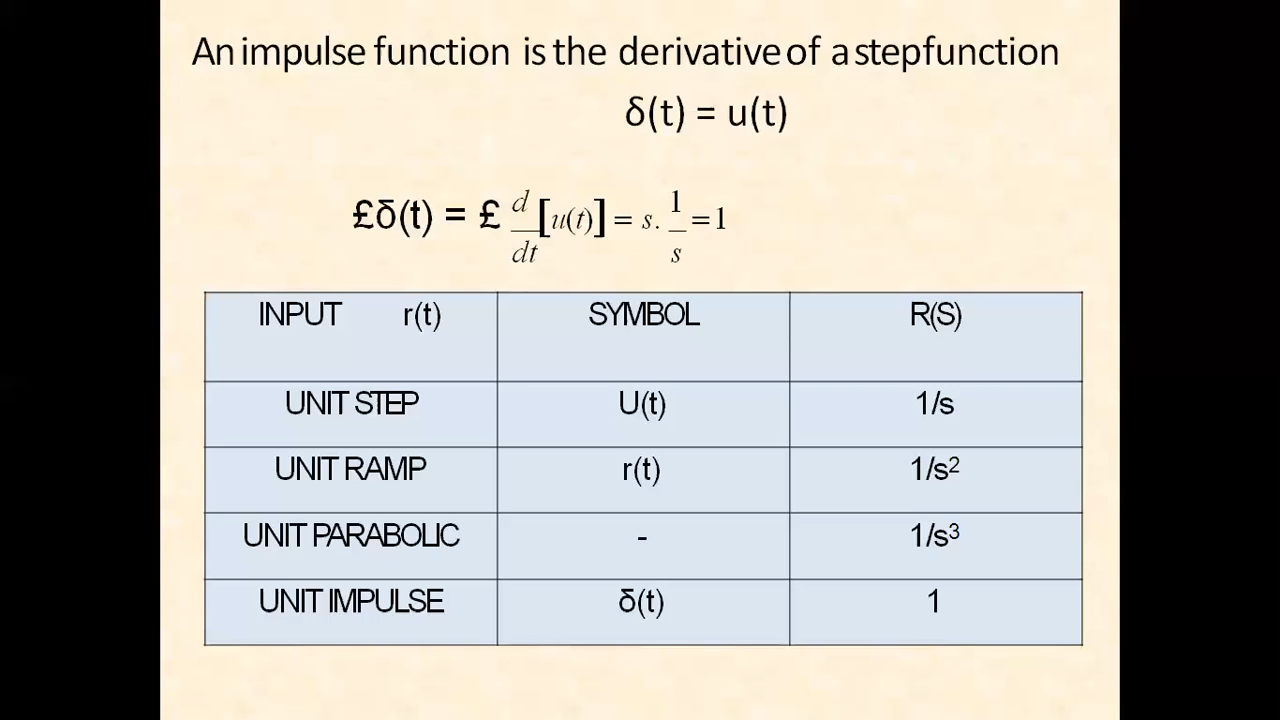 An impulse function is the derivative of a step function
δ(t) = u(t)
£δ(t) = £ d/dt [u(t)] = s. 1/s = 1
INPUT r(t) SYMBOL R(S)
UNIT STEP U(t) 1/s
UNIT RAMP r(t) 1/s²
UNIT PARABOLIC - 1/s³
UNIT IMPULSE δ(t) 1